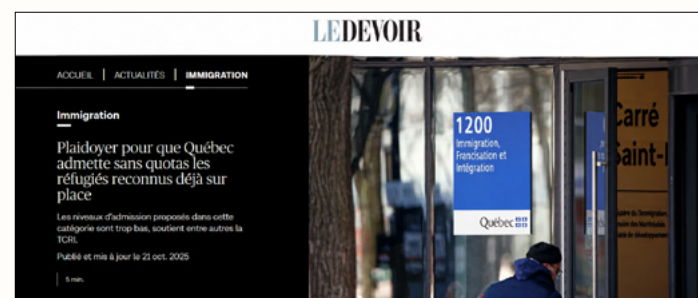 LE DEVOIR
ACCUEIL | ACTUALITÉS | IMMIGRATION
Immigration
Plaidoyer pour que Québec
admette sans quotas les
réfugiés reconnus déjà sur
place
Les niveaux d'admission proposés dans cette
catégorie sont trop bas, soutient entre autres la
TCRI.
Publié et mis à jour le 21 oct. 2025
5 min.
1200
Immigration,
Francisation et
Intégration
Québec
Carré
Saint-